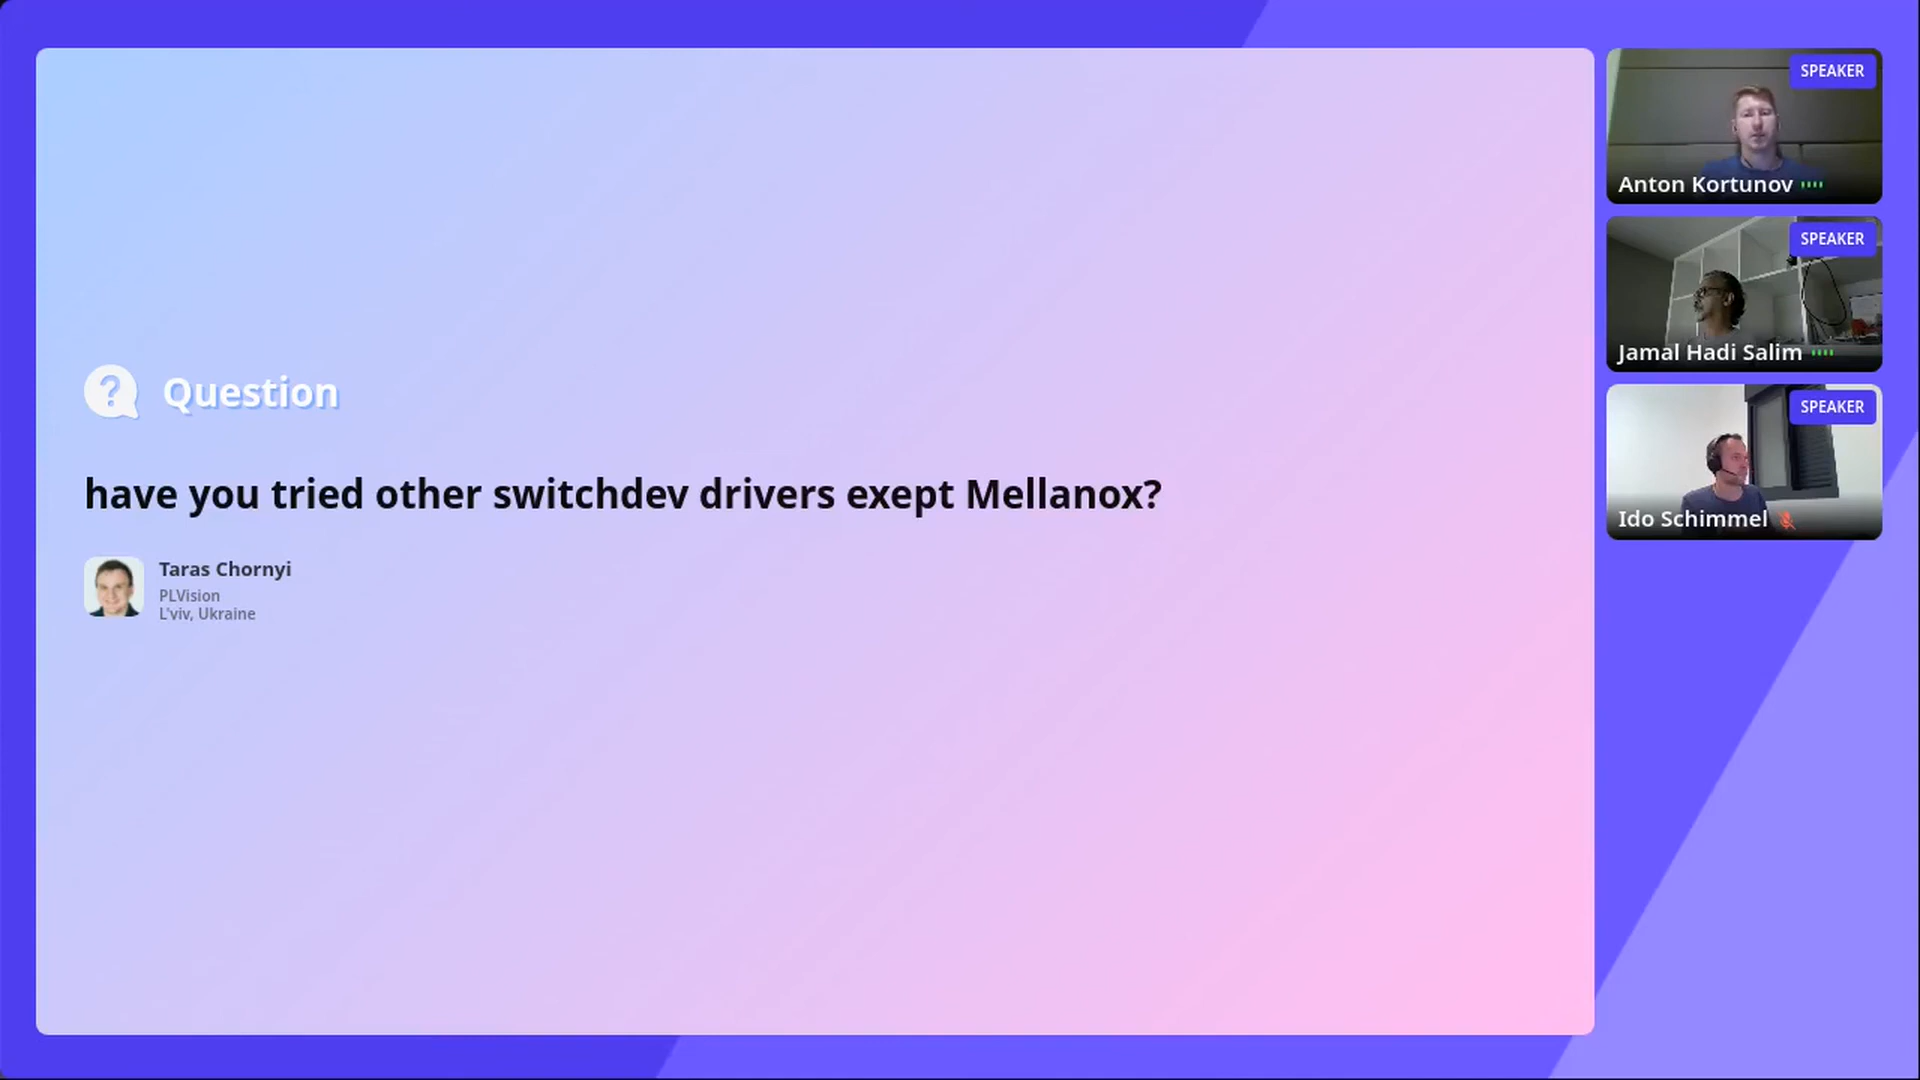 Question
have you tried other switchdev drivers exept Mellanox?
Taras Chornyi
PLVision
L'viv, Ukraine
SPEAKER
Anton Kortunov
SPEAKER
Jamal Hadi Salim
SPEAKER
Ido Schimmel